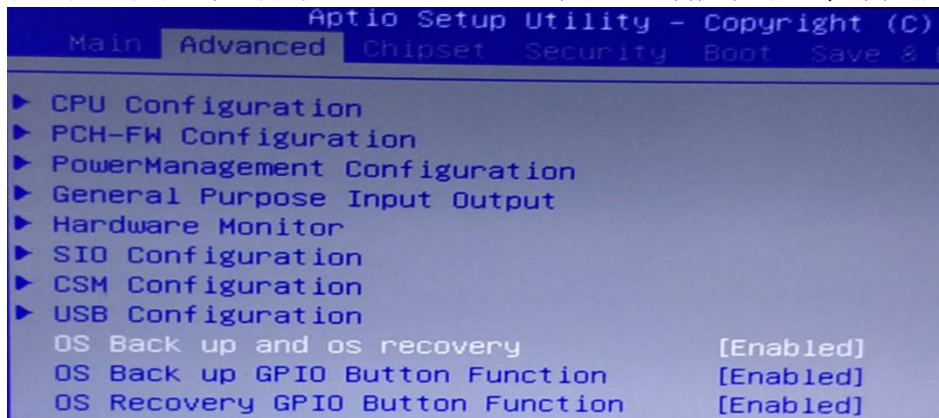 Aptio Setup Utility – Copyright (C)
Main Advanced Chipset Security Boot Save &
CPU Configuration
PCH-FW Configuration
PowerManagement Configuration
General Purpose Input Output
Hardware Monitor
SIO Configuration
CSM Configuration
USB Configuration
OS Back up and os recovery [Enabled]
OS Back up GPIO Button Function [Enabled]
OS Recovery GPIO Button Function [Enabled]